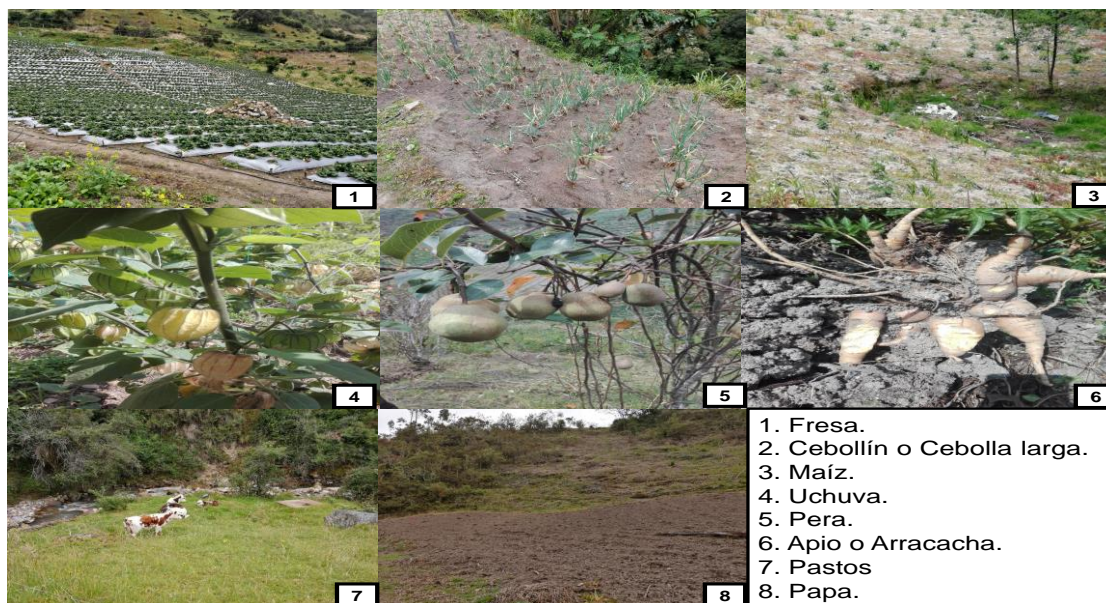 1
2
3
4
5
6
7
8
1. Fresa.
2. Cebollín o Cebolla larga.
3. Maíz.
4. Uchuva.
5. Pera.
6. Apio o Arracacha.
7. Pastos
8. Papa.